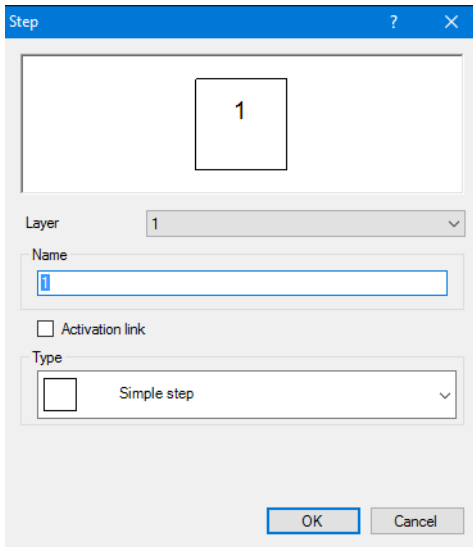 Step ?
1
Layer 1
Name
1
Activation link
Type
Simple step
OK Cancel